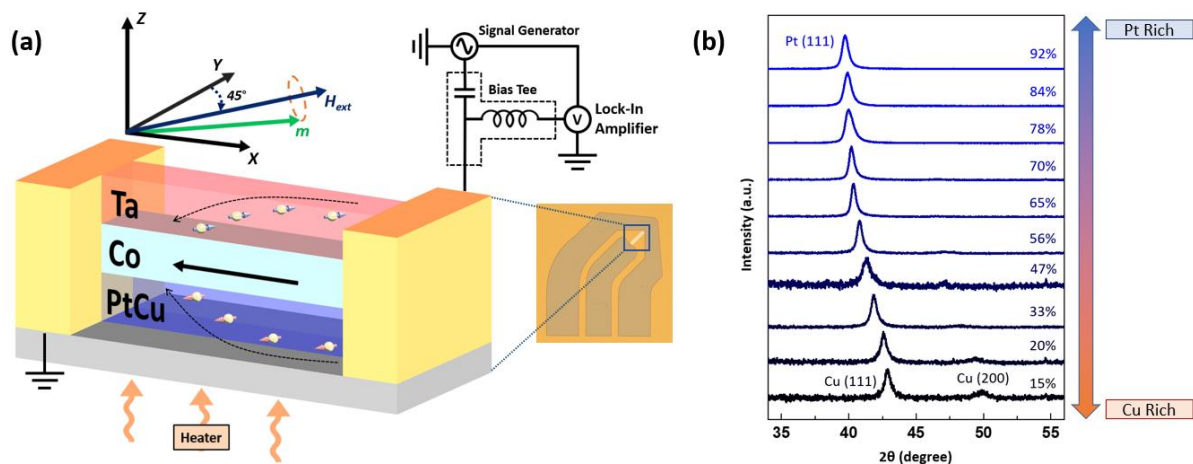 (a)
Z
Y
45°
H_ext
m
X
Signal Generator
Bias Tee
Lock-In
Amplifier
V
Ta
Co
PtCu
Heater
(b)
Intensity (a.u.)
Pt (111)
92%
84%
78%
70%
65%
56%
47%
33%
20%
15%
Cu (111)
Cu (200)
35 40 45 50 55
2θ (degree)
Pt Rich
Cu Rich